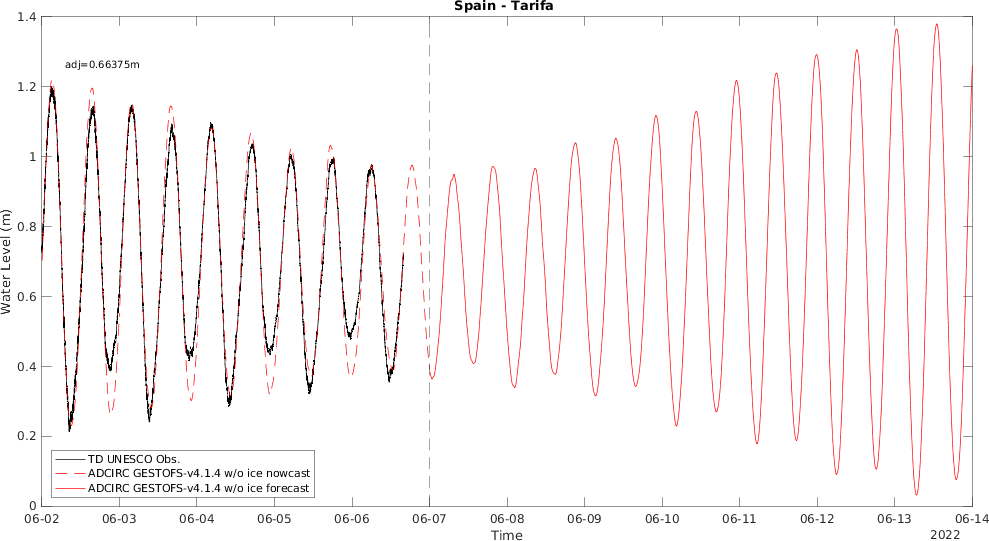 Spain - Tarifa
adj=0.66375m
Water Level (m)
1.4
1.2
1
0.8
0.6
0.4
0.2
0
TD UNESCO Obs.
ADCIRC GESTOFS-v4.1.4 w/o ice nowcast
ADCIRC GESTOFS-v4.1.4 w/o ice forecast
06-02 06-03 06-04 06-05 06-06 06-07 06-08 06-09 06-10 06-11 06-12 06-13 06-14
Time
2022